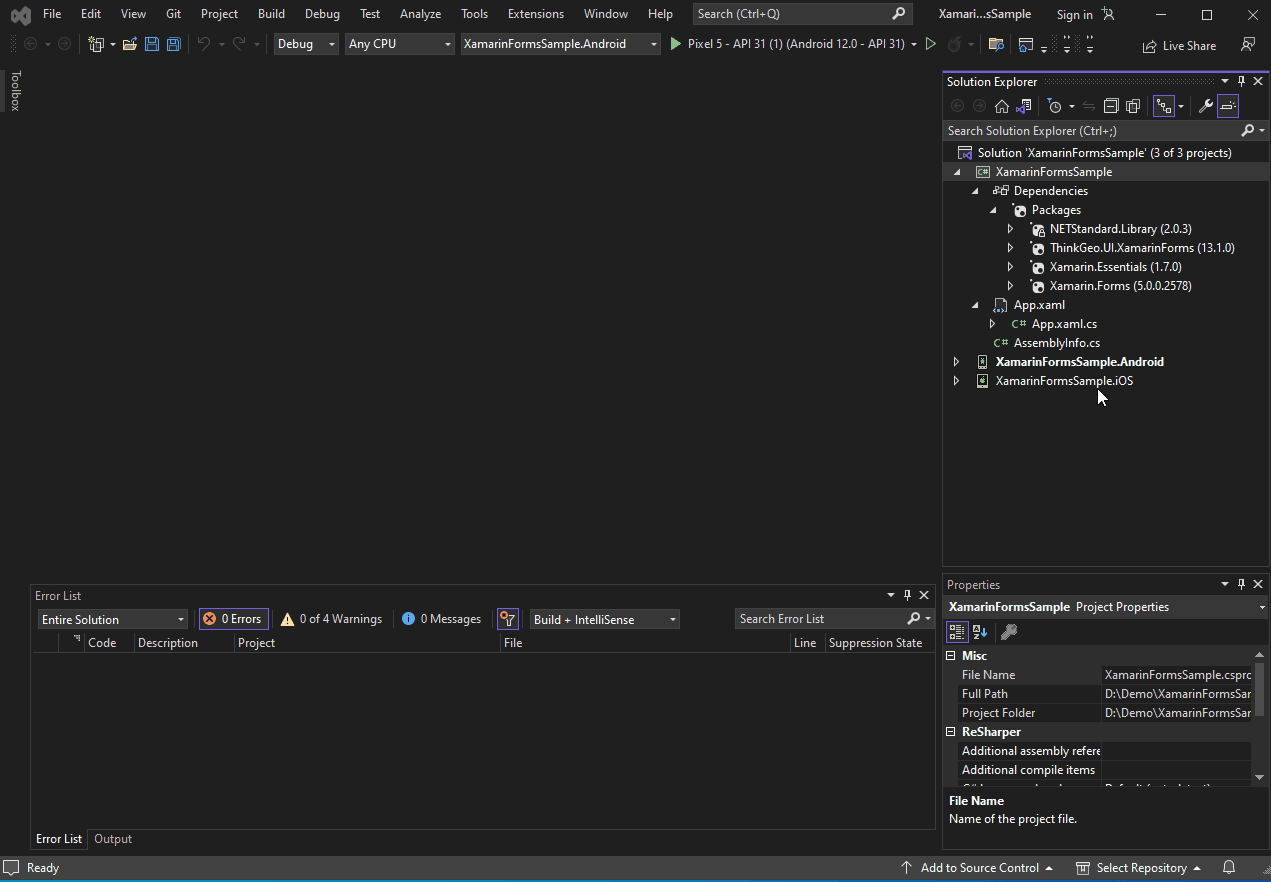 File Edit View Git Project Build Debug Test Analyze Tools Extensions Window Help Search (Ctrl+Q) Xamari...sSample Sign in
Debug Any CPU XamarinFormsSample.Android Pixel 5 - API 31 (1) (Android 12.0 - API 31) Live Share
Toolbox
Solution Explorer
Search Solution Explorer (Ctrl+;)
Solution 'XamarinFormsSample' (3 of 3 projects)
C# XamarinFormsSample
Dependencies
Packages
NETStandard.Library (2.0.3)
ThinkGeo.UI.XamarinForms (13.1.0)
Xamarin.Essentials (1.7.0)
Xamarin.Forms (5.0.0.2578)
App.xaml
C# App.xaml.cs
C# AssemblyInfo.cs
XamarinFormsSample.Android
XamarinFormsSample.iOS
Error List
Entire Solution 0 Errors 0 of 4 Warnings 0 Messages Build + IntelliSense Search Error List
Code Description Project File Line Suppression State
Error List Output
Properties
XamarinFormsSample Project Properties
Misc
File Name XamarinFormsSample.cspro
Full Path D:\Demo\XamarinFormsSar
Project Folder D:\Demo\XamarinFormsSar
ReSharper
Additional assembly refere
Additional compile items
File Name
Name of the project file.
Ready Add to Source Control Select Repository